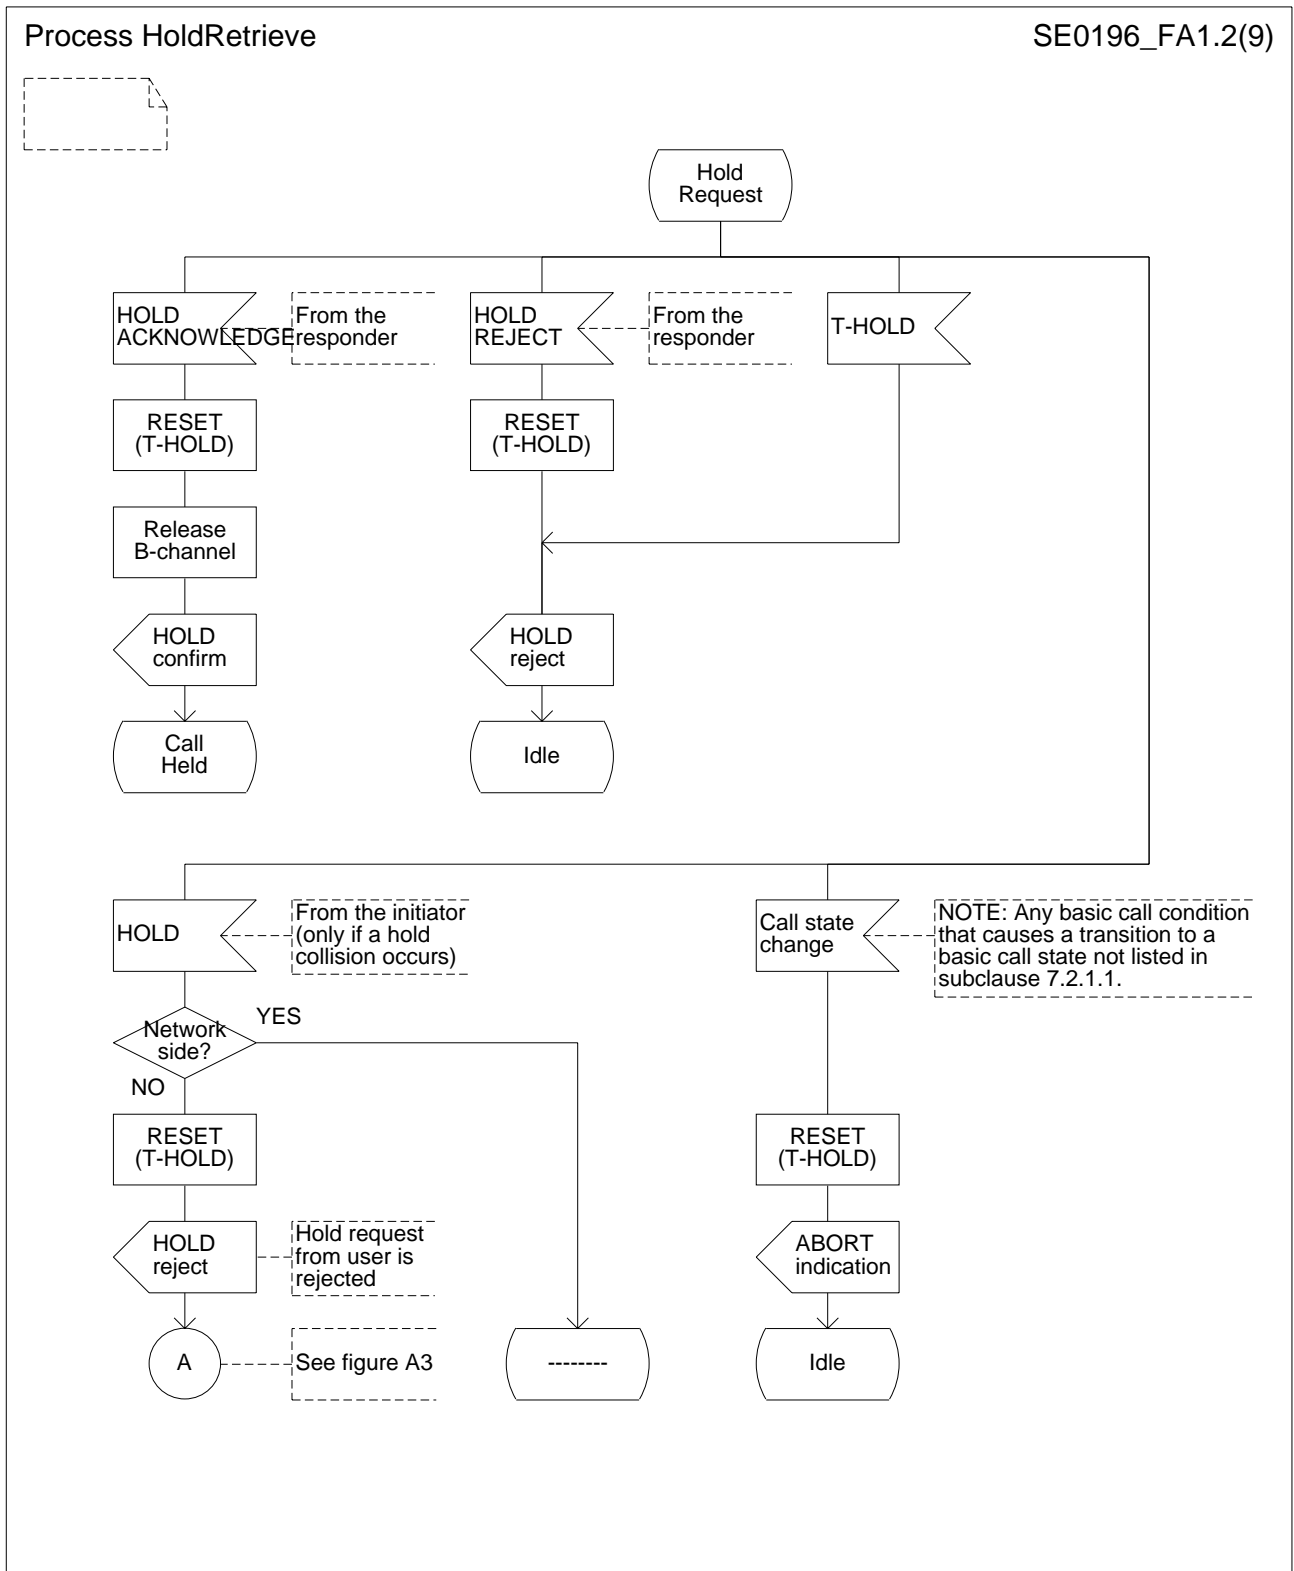 Process HoldRetrieve
SE0196_FA1.2(9)
Hold
Request
HOLD
ACKNOWLEDGE
From the
responder
HOLD
REJECT
From the
responder
T-HOLD
RESET
(T-HOLD)
RESET
(T-HOLD)
Release
B-channel
HOLD
confirm
HOLD
reject
Call
Held
Idle
HOLD
From the initiator
(only if a hold
collision occurs)
Call state
change
NOTE: Any basic call condition
that causes a transition to a
basic call state not listed in
subclause 7.2.1.1.
Network
side?
YES
NO
RESET
(T-HOLD)
RESET
(T-HOLD)
HOLD
reject
Hold request
from user is
rejected
ABORT
indication
A
See figure A3
--------
Idle